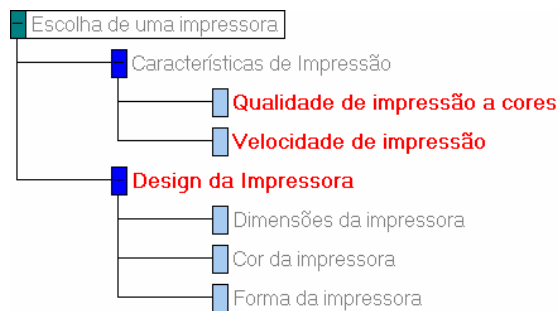 Escolha de uma impressora
Características de Impressão
Qualidade de impressão a cores
Velocidade de impressão
Design da Impressora
Dimensões da impressora
Cor da impressora
Forma da impressora